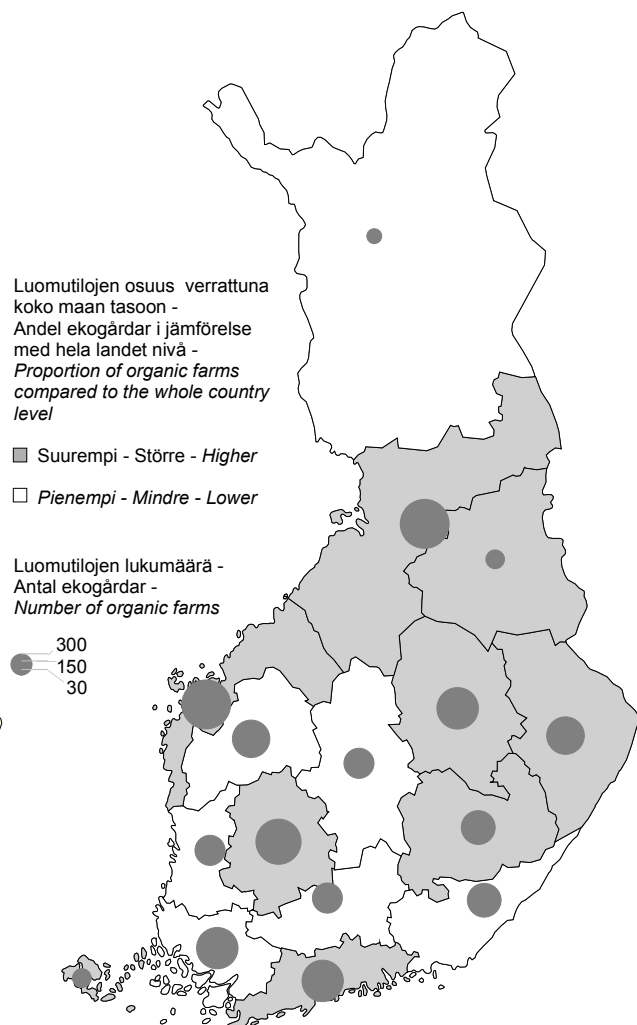 Luomutilojen osuus verrattuna
koko maan tasoon -
Andel ekogårdar i jämförelse
med hela landet nivå -
Proportion of organic farms
compared to the whole country
level
Suurempi - Större - Higher
Pienempi - Mindre - Lower
Luomutilojen lukumäärä -
Antal ekogårdar -
Number of organic farms
300
150
30